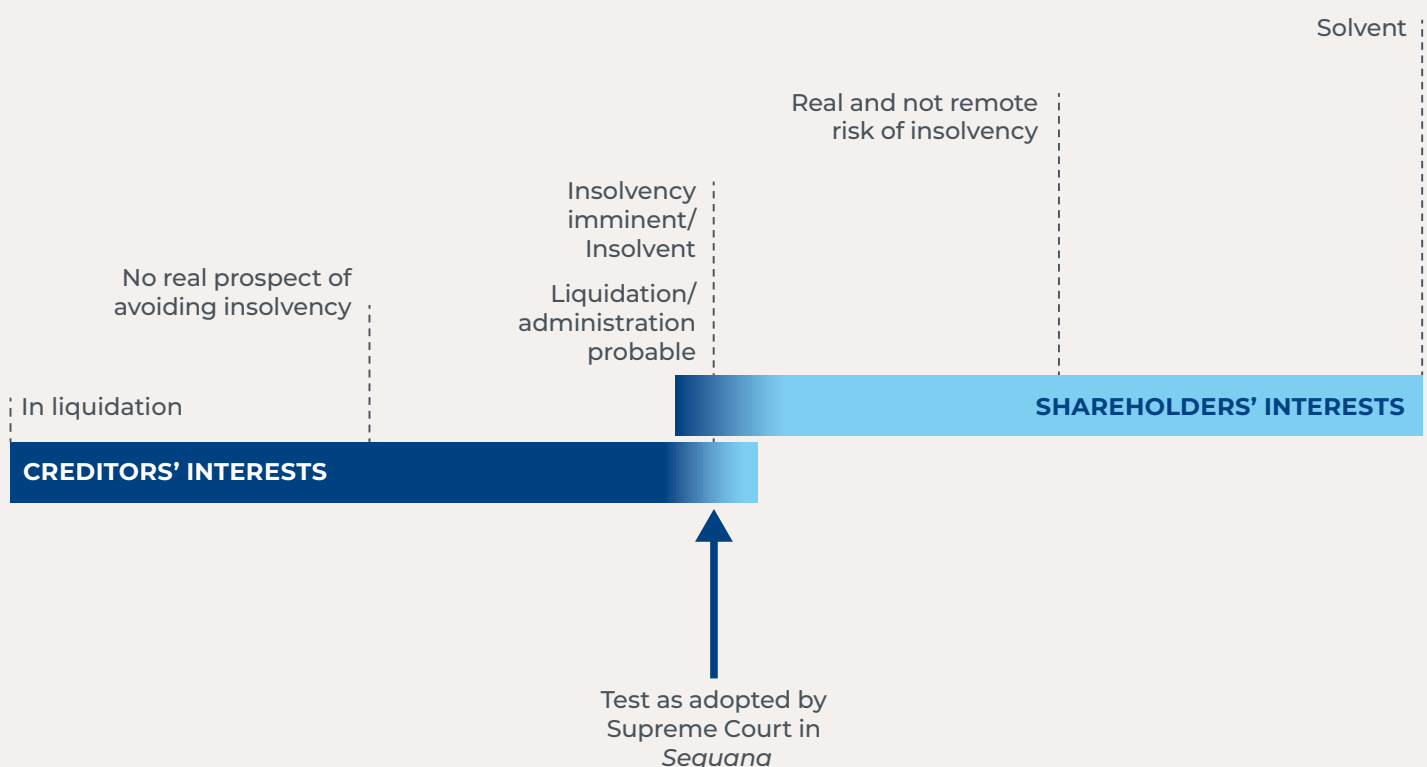 Solvent
Real and not remote
risk of insolvency
Insolvency
imminent/
Insolvent
Liquidation/
administration
probable
No real prospect of
avoiding insolvency
In liquidation
SHAREHOLDERS’ INTERESTS
CREDITORS’ INTERESTS
Test as adopted by
Supreme Court in
Sequana